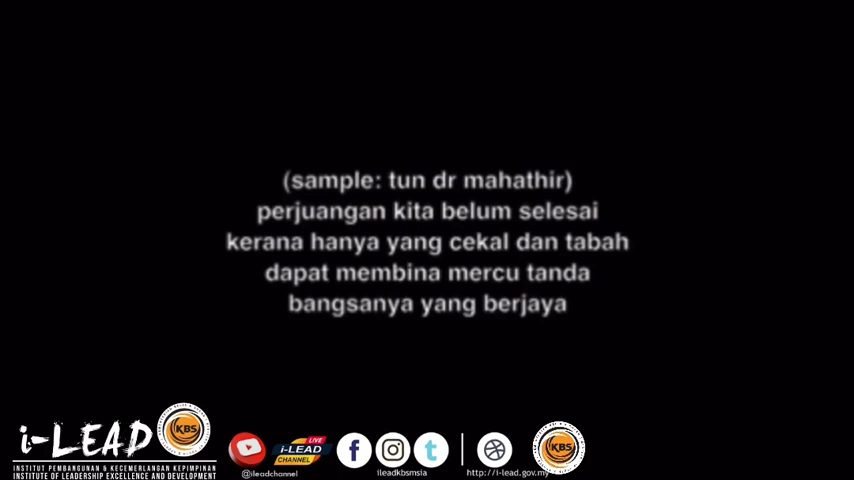 (sample: tun dr mahathir)
perjuangan kita belum selesai
kerana hanya yang cekal dan tabah
dapat membina mercu tanda
bangsanya yang berjaya
i-LEAD
KBS
INSTITUT PEMBANGUNAN & KECEMERLANGAN KEPIMPINAN
INSTITUTE OF LEADERSHIP EXCELLENCE AND DEVELOPMENT
LIVE
i-LEAD
CHANNEL
@ileadchannel
ileadkbsmsia
http://i-lead.gov.my
KBS